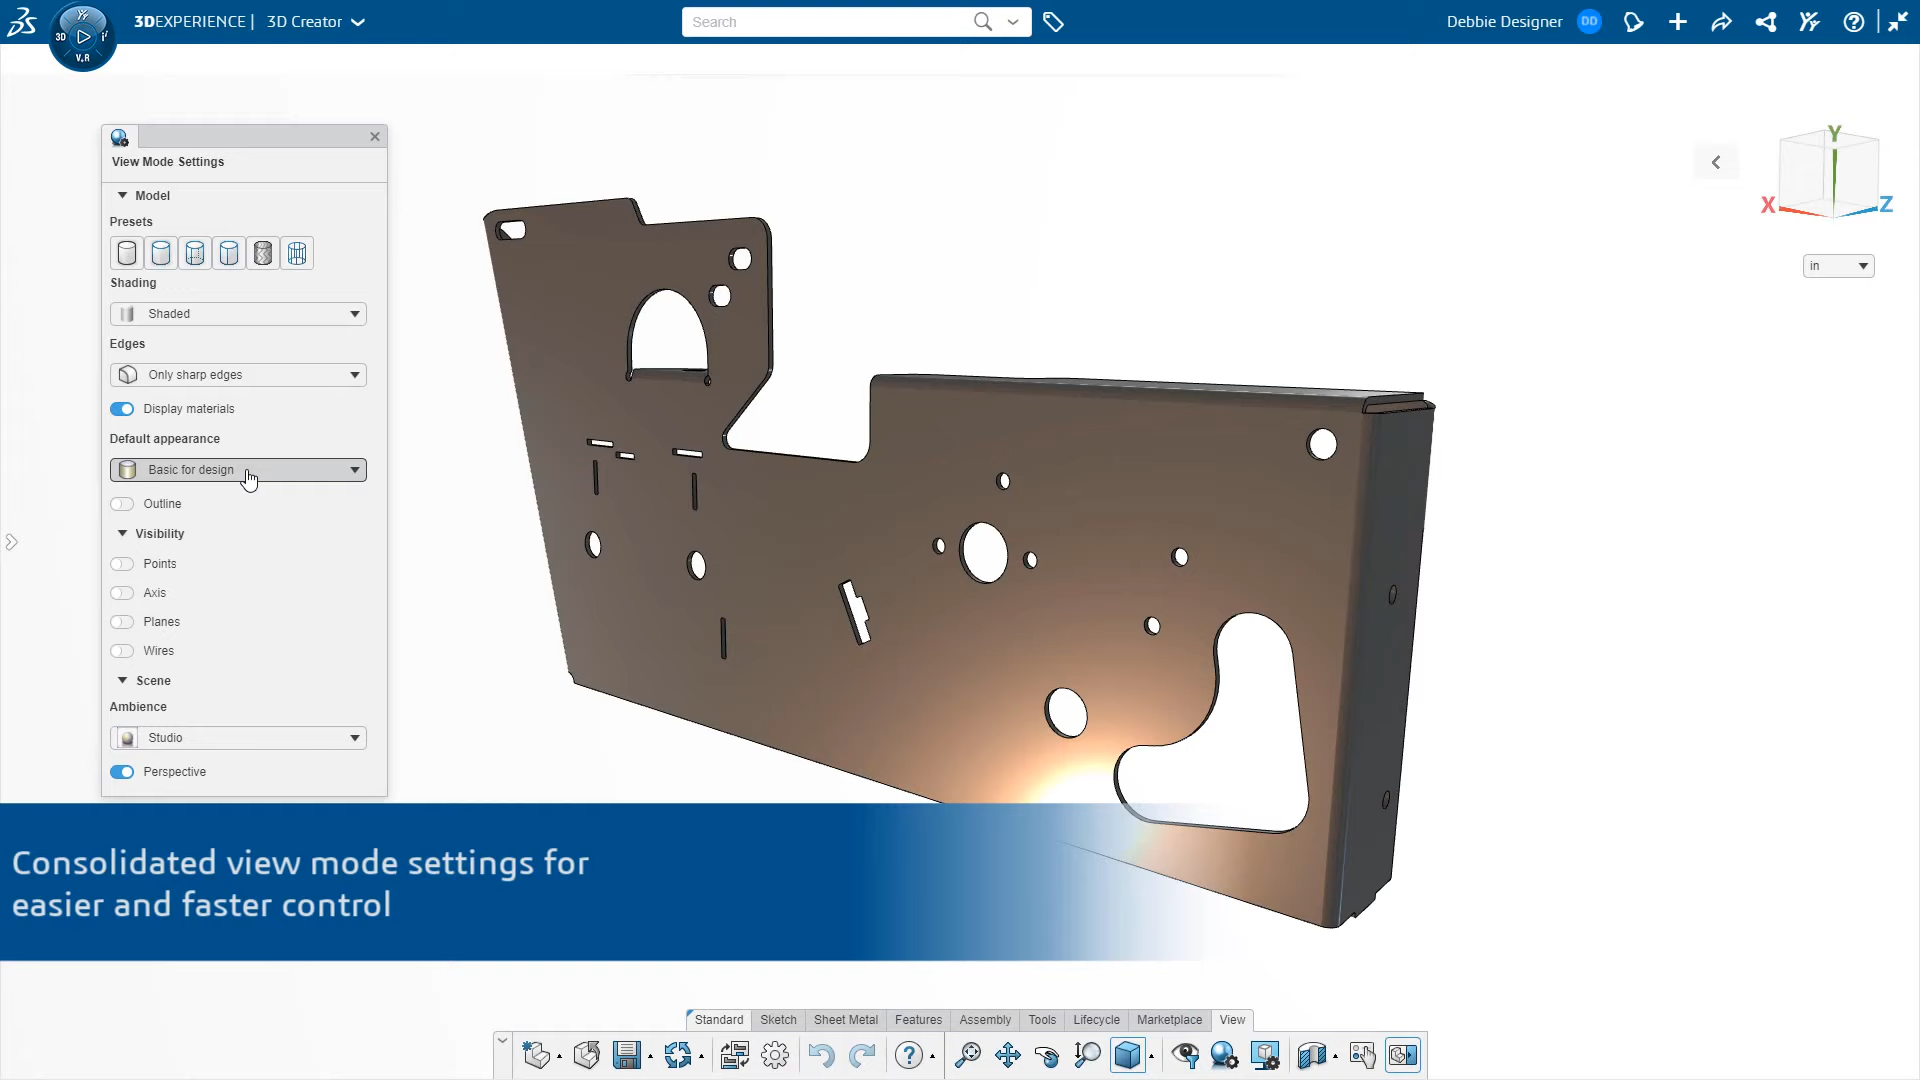 3DEXPERIENCE | 3D Creator
Search
Debbie Designer DD
3D
V.R
View Mode Settings
Model
Presets
Shading
Shaded
Edges
Only sharp edges
Display materials
Default appearance
Basic for design
Outline
Visibility
Points
Axis
Planes
Wires
Scene
Ambience
Studio
Perspective
Y
X
Z
in
Consolidated view mode settings for
easier and faster control
Standard Sketch Sheet Metal Features Assembly Tools Lifecycle Marketplace View